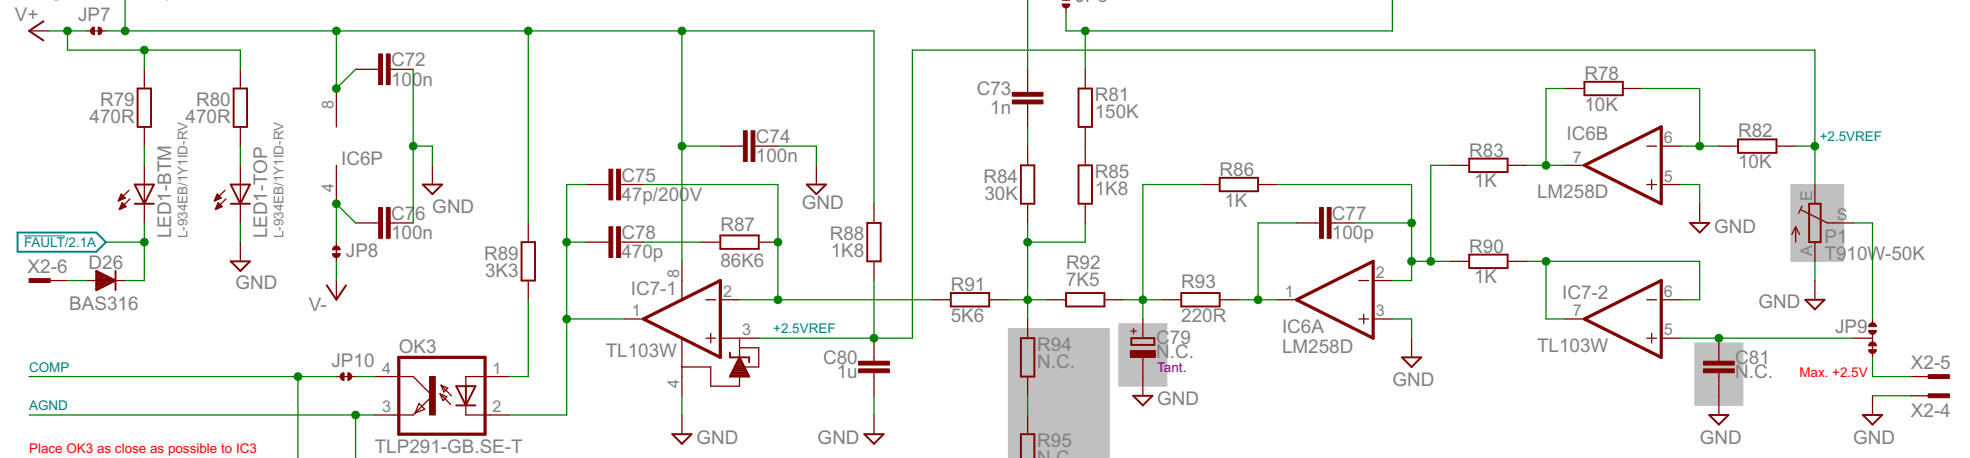 V+
JP7
C72
100n
8
R79
470R
R80
470R
LED1-BTM
L-934EB/1Y1ID-RV
LED1-TOP
L-934EB/1Y1ID-RV
IC6P
4
C76
100n
GND
JP8
V-
GND
FAULT/2.1A
X2-6
D26
BAS316
R89
3K3
C74
100n
GND
C75
47p/200V
C78
470p
R87
86K6
R88
1K8
IC7-1
8
2
1
3
4
TL103W
+2.5VREF
C80
1u
GND
GND
OK3
COMP
JP10
4
1
AGND
3
2
TLP291-GB.SE-T
Place OK3 as close as possible to IC3
C73
1n
R81
150K
R84
30K
R85
1K8
R91
5K6
R92
7K5
R93
220R
R94
N.C.
R95
+
C79
N.C.
Tant.
GND
R86
1K
C77
100p
1
2
3
IC6A
LM258D
GND
R78
10K
IC6B
6
7
5
LM258D
R83
1K
R82
10K
+2.5VREF
GND
R90
1K
IC7-2
6
7
5
TL103W
E
S
A
P1
T910W-50K
GND
JP9
C81
N.C.
GND
Max. +2.5V
X2-5
X2-4
GND